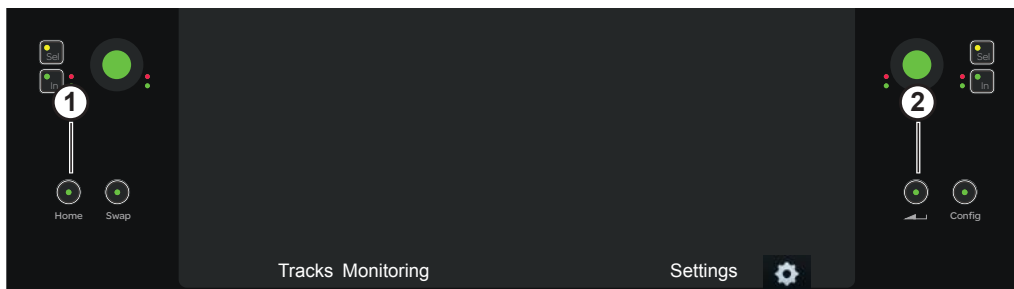 Sel
Sel
In
In
1
2
Home
Swap
Config
Tracks Monitoring
Settings